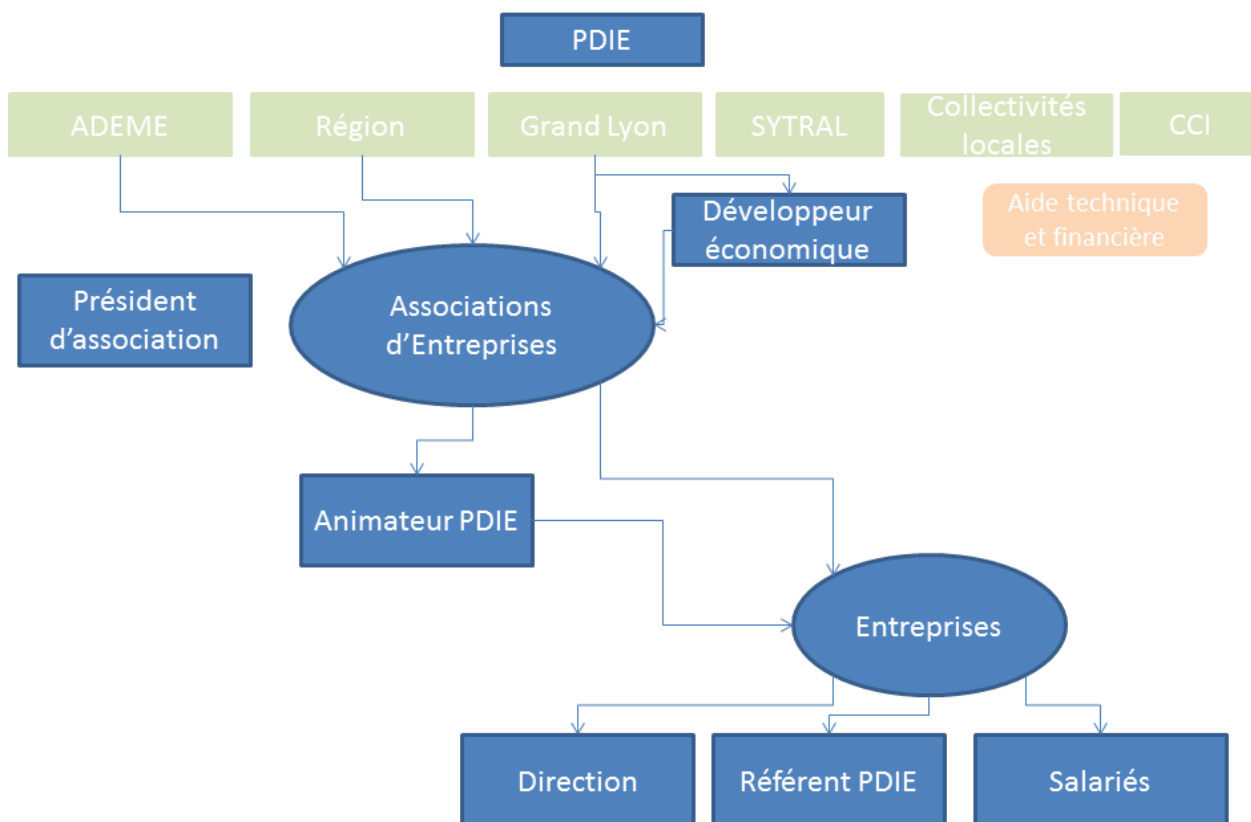 PDIE
ADEME
Région
Grand Lyon
SYTRAL
Collectivités
locales
CCI
Développeur
économique
Aide technique
et financière
Président
d’association
Associations
d’Entreprises
Animateur PDIE
Entreprises
Direction
Référent PDIE
Salariés